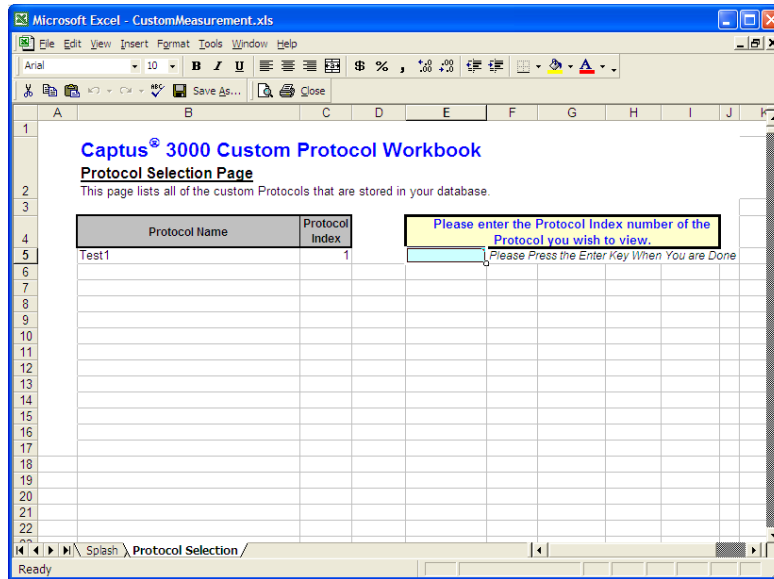 Microsoft Excel - CustomMeasurement.xls
File Edit View Insert Format Tools Window Help
Arial 10 B I U $ % ,
Save As... Close
A B C D E F G H I J K
1
Captus® 3000 Custom Protocol Workbook
Protocol Selection Page
2 This page lists all of the custom Protocols that are stored in your database.
3
4 Protocol Name Protocol Index Please enter the Protocol Index number of the Protocol you wish to view.
5 Test1 1 Please Press the Enter Key When You are Done
6
7
8
9
10
11
12
13
14
15
16
17
18
19
20
21
22
Splash Protocol Selection
Ready